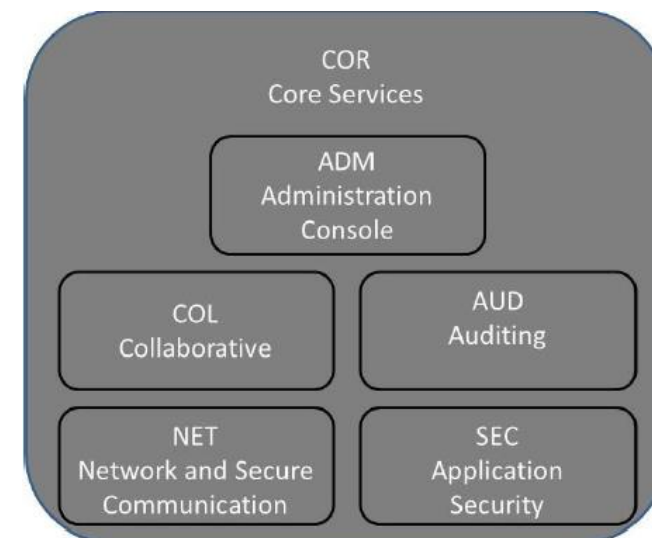 COR
Core Services
ADM
Administration
Console
COL
Collaborative
AUD
Auditing
NET
Network and Secure
Communication
SEC
Application
Security